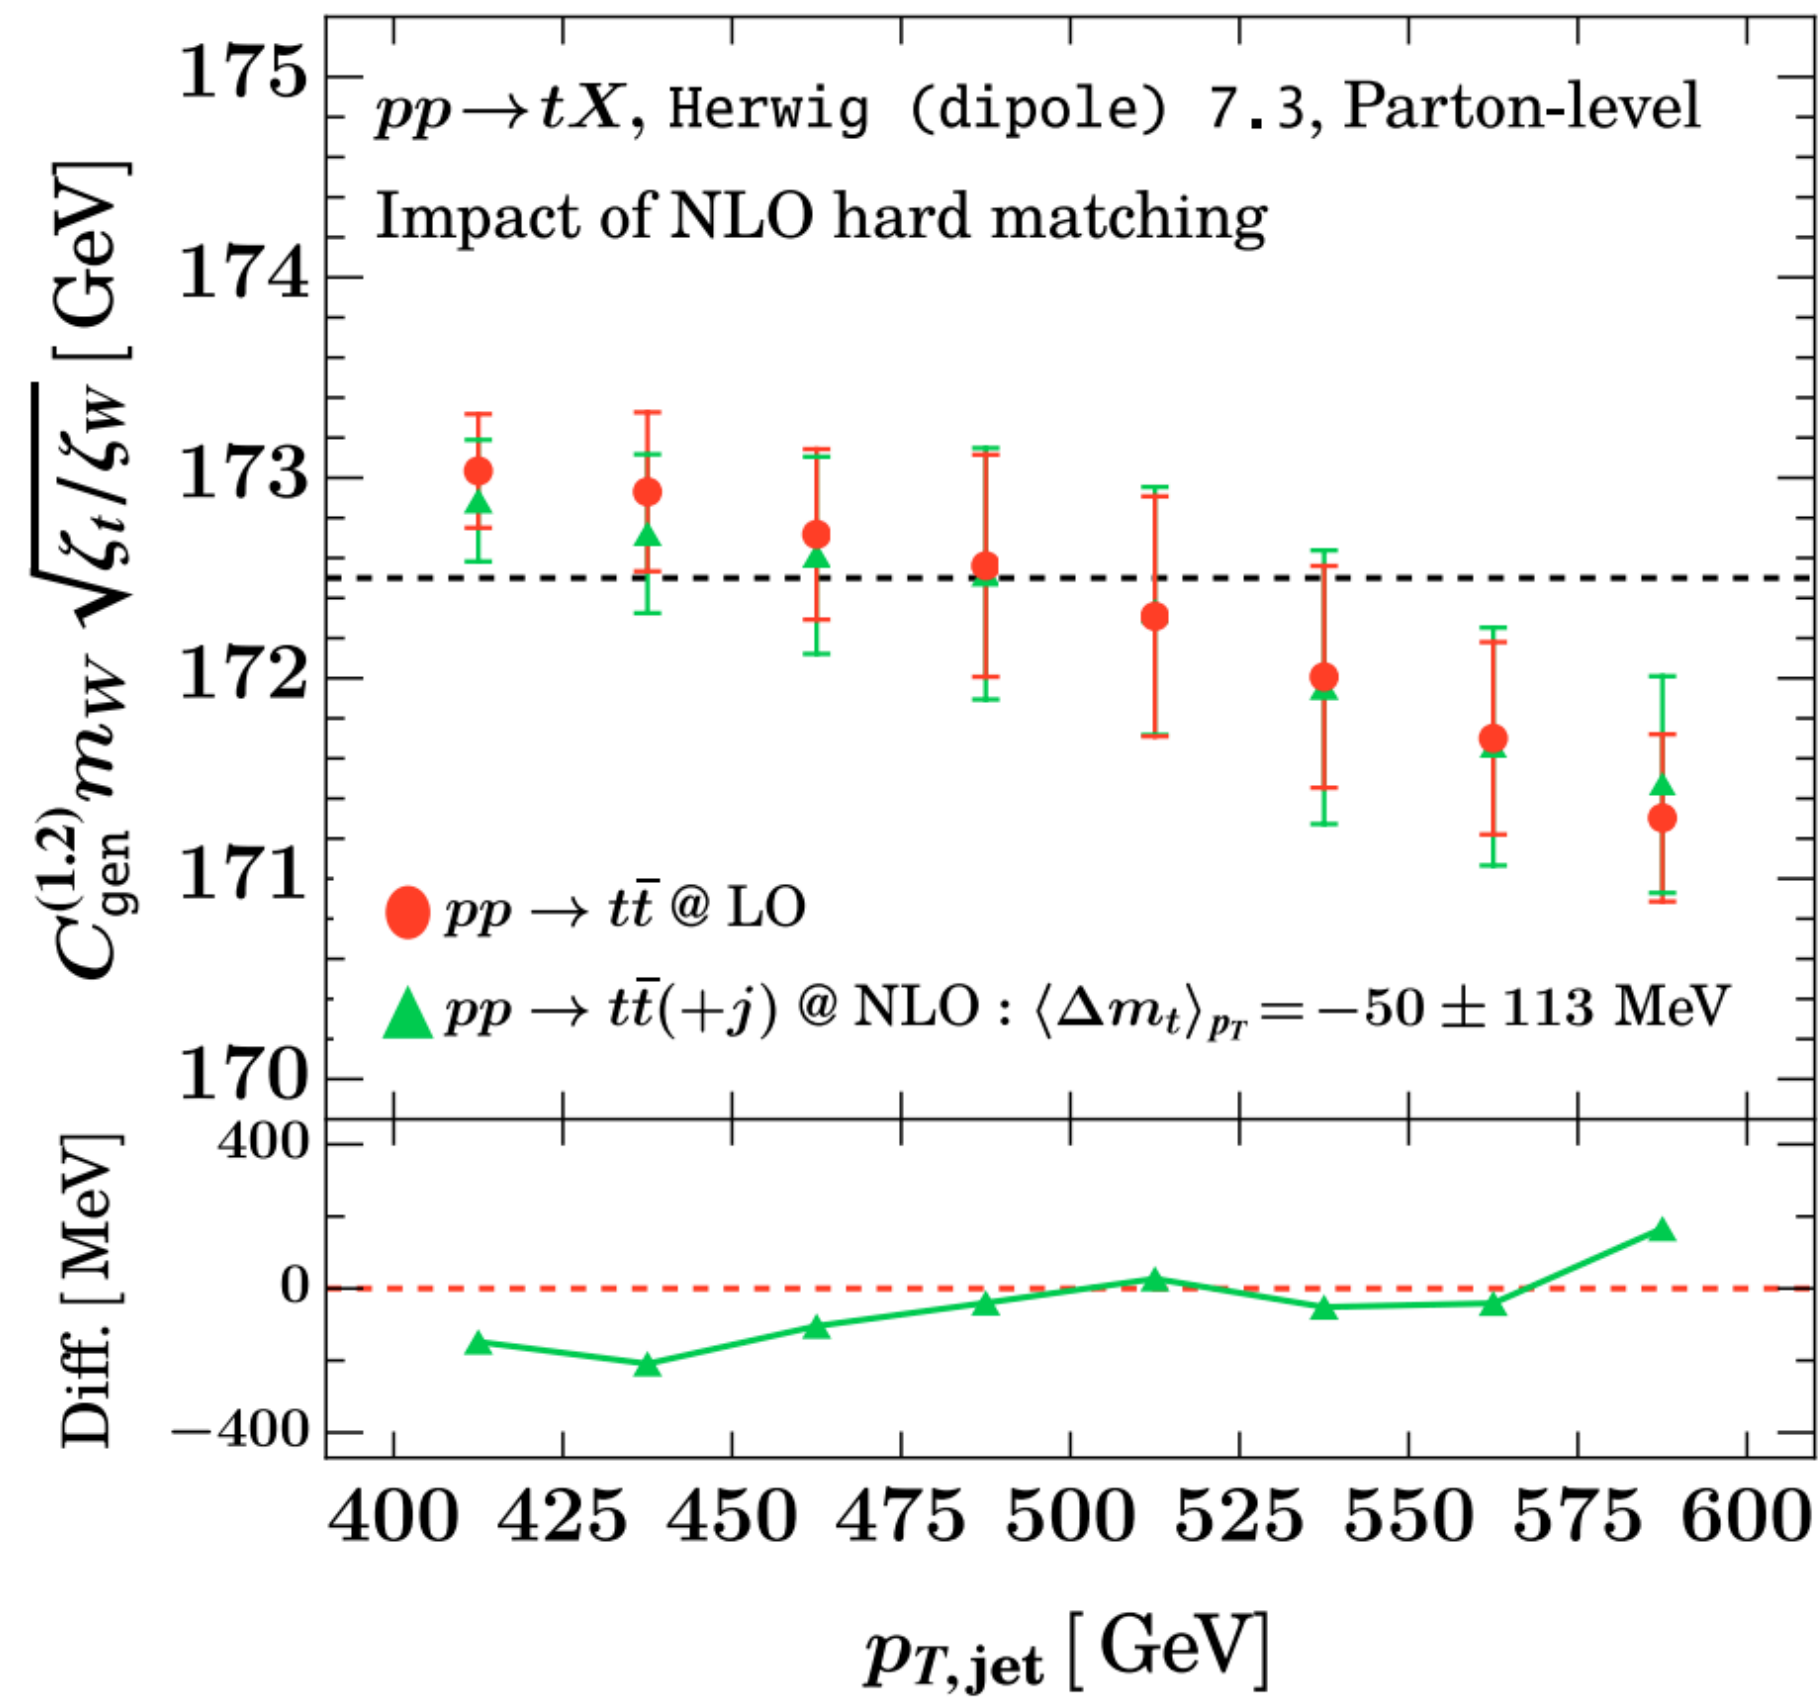 175
pp→tX, Herwig (dipole) 7.3, Parton-level
Impact of NLO hard matching
174
173
172
171
170
C_gen^(1.2) m_W √ζ_t/ζ_W [GeV]
pp → tt̄ @ LO
pp → tt̄(+j) @ NLO : ⟨Δm_t⟩_{p_T} = −50 ± 113 MeV
400
0
−400
Diff. [MeV]
400 425 450 475 500 525 550 575 600
p_{T,jet} [GeV]